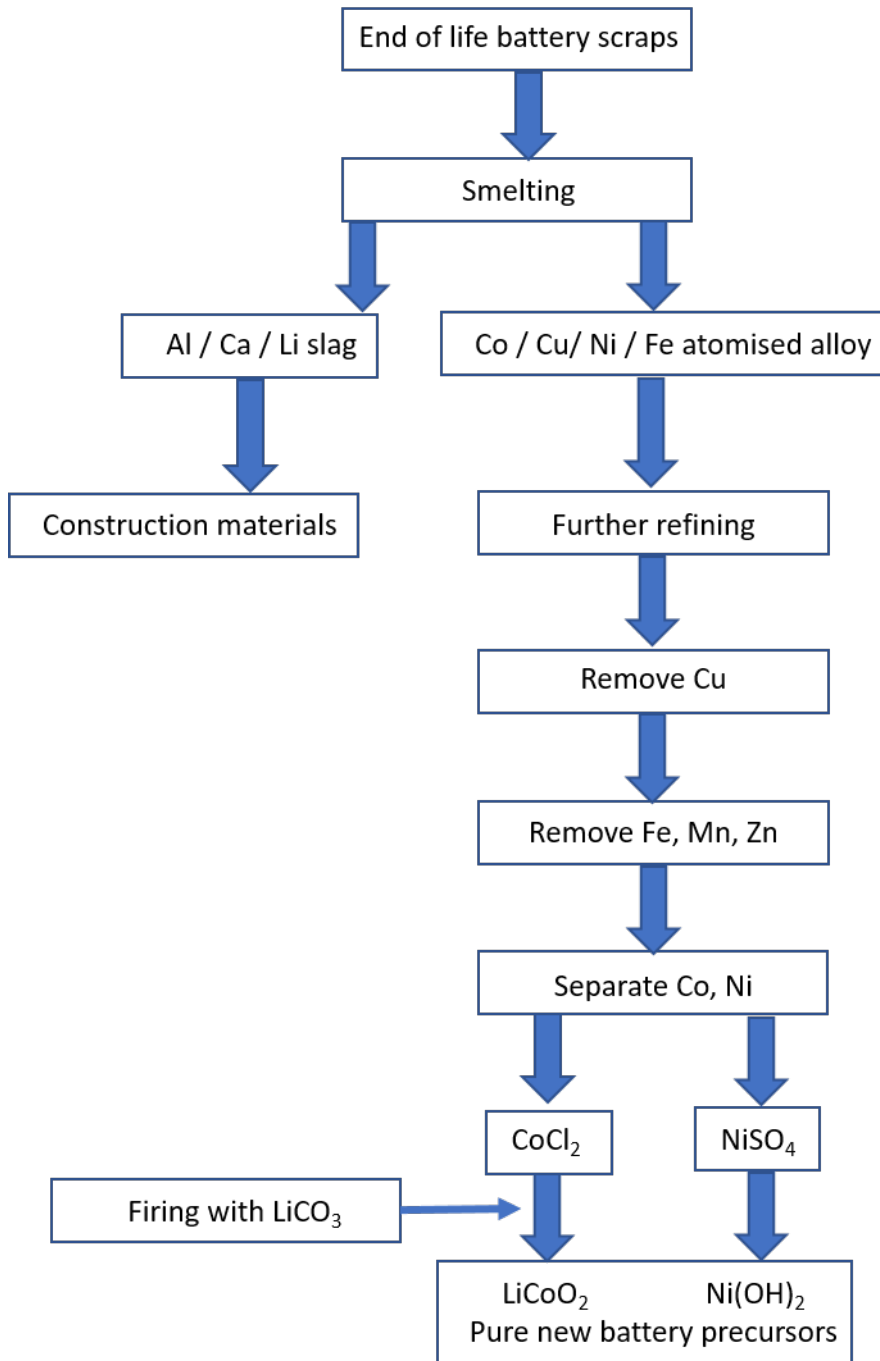 End of life battery scraps
Smelting
Al / Ca / Li slag
Co / Cu/ Ni / Fe atomised alloy
Construction materials
Further refining
Remove Cu
Remove Fe, Mn, Zn
Separate Co, Ni
CoCl₂
NiSO₄
Firing with LiCO₃
LiCoO₂
Ni(OH)₂
Pure new battery precursors